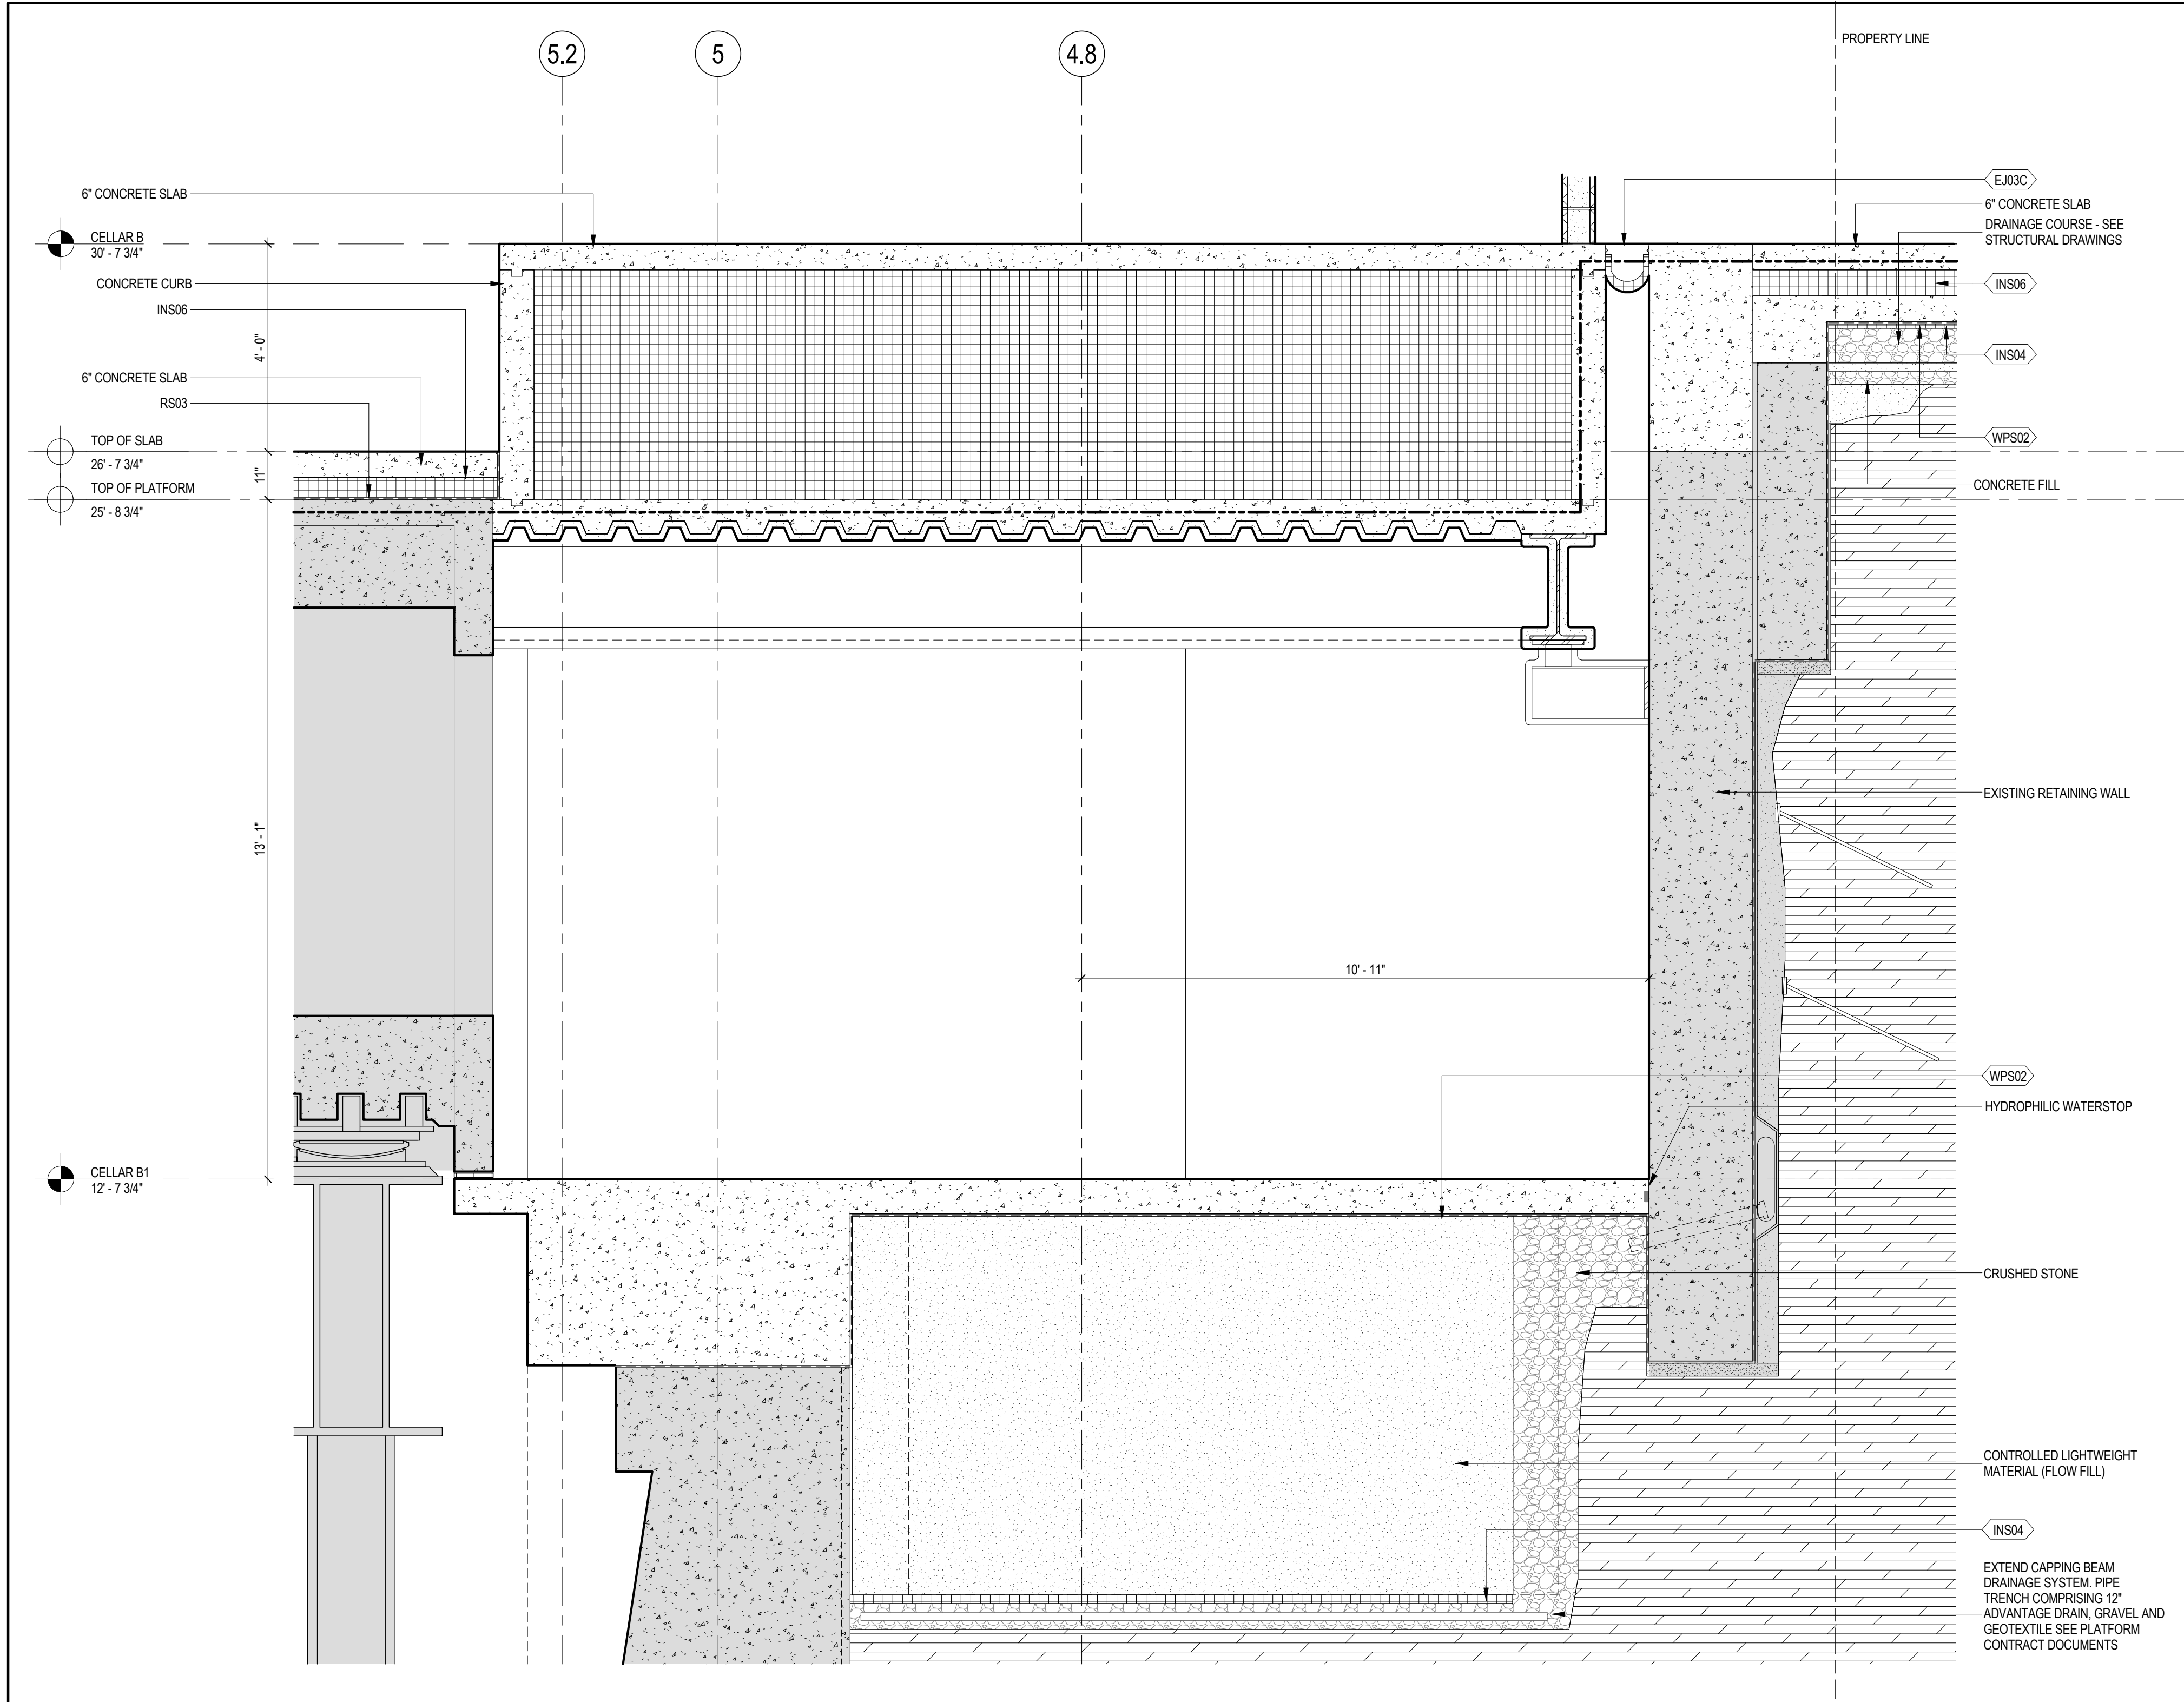 5.2
5
4.8
PROPERTY LINE
6" CONCRETE SLAB
CELLAR B
30' - 7 3/4"
CONCRETE CURB
INS06
4' - 0"
6" CONCRETE SLAB
RS03
TOP OF SLAB
26' - 7 3/4"
11"
TOP OF PLATFORM
25' - 8 3/4"
13' - 1"
CELLAR B1
12' - 7 3/4"
10' - 11"
EJ03C
6" CONCRETE SLAB
DRAINAGE COURSE - SEE
STRUCTURAL DRAWINGS
INS06
INS04
WPS02
CONCRETE FILL
EXISTING RETAINING WALL
WPS02
HYDROPHILIC WATERSTOP
CRUSHED STONE
CONTROLLED LIGHTWEIGHT
MATERIAL (FLOW FILL)
INS04
EXTEND CAPPING BEAM
DRAINAGE SYSTEM. PIPE
TRENCH COMPRISING 12"
ADVANTAGE DRAIN, GRAVEL AND
GEOTEXTILE SEE PLATFORM
CONTRACT DOCUMENTS